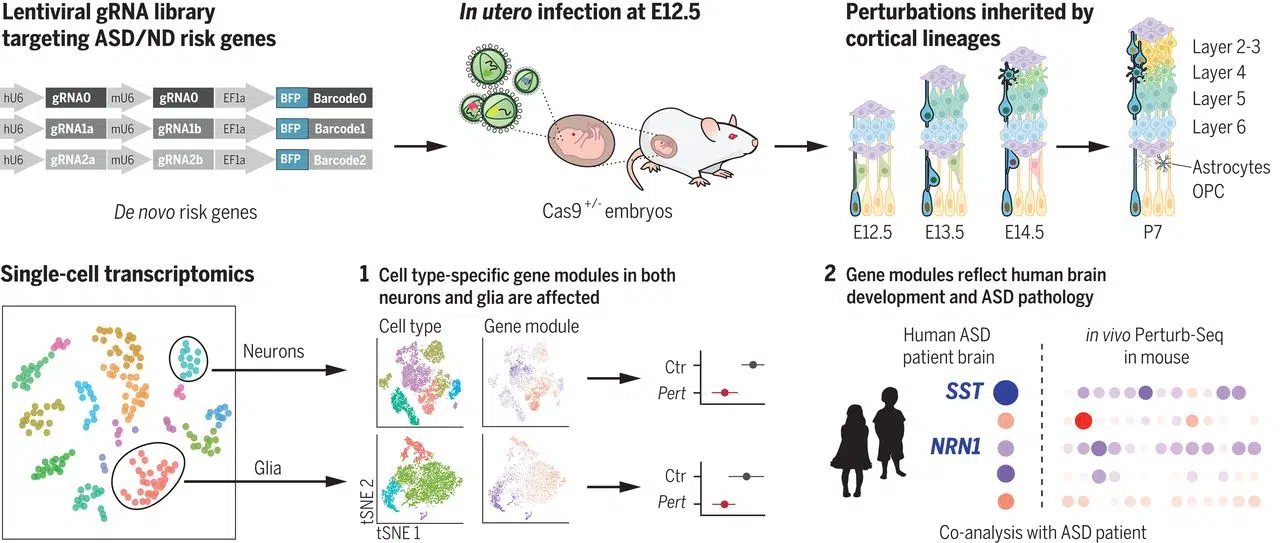 Lentiviral gRNA library
targeting ASD/ND risk genes
hU6 gRNA0 mU6 gRNA0 EF1a BFP Barcode0
hU6 gRNA1a mU6 gRNA1b EF1a BFP Barcode1
hU6 gRNA2a mU6 gRNA2b EF1a BFP Barcode2
De novo risk genes
In utero infection at E12.5
Cas9 +/- embryos
Perturbations inherited by
cortical lineages
Layer 2-3
Layer 4
Layer 5
Layer 6
Astrocytes
OPC
E12.5 E13.5 E14.5 P7
Single-cell transcriptomics
Neurons
Glia
1 Cell type-specific gene modules in both
neurons and glia are affected
Cell type Gene module
Ctr
Pert
Ctr
Pert
tSNE 2
tSNE 1
2 Gene modules reflect human brain
development and ASD pathology
Human ASD
patient brain
in vivo Perturb-Seq
in mouse
SST
NRN1
Co-analysis with ASD patient